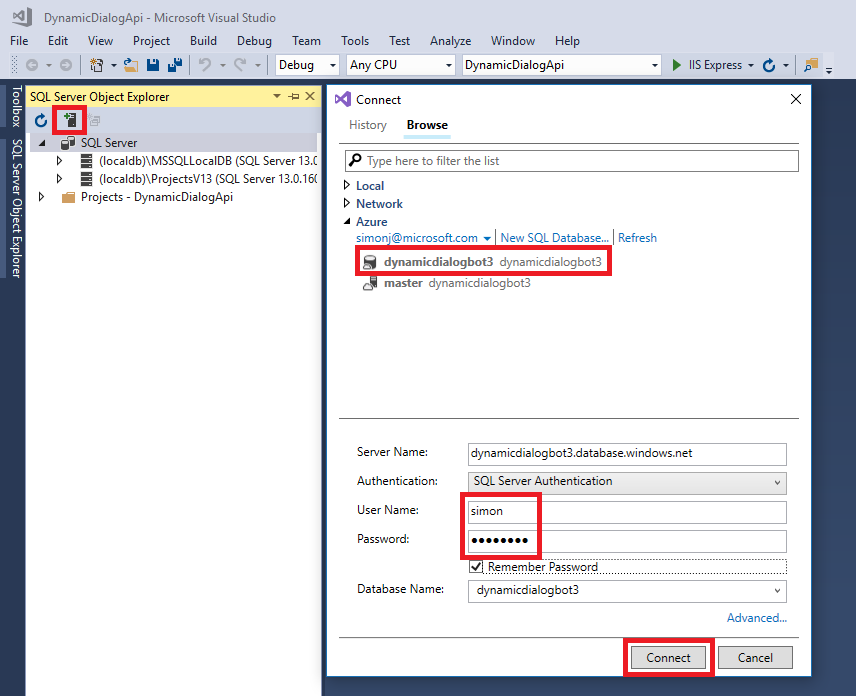 DynamicDialogApi - Microsoft Visual Studio
File Edit View Project Build Debug Team Tools Test Analyze Window Help
Debug Any CPU DynamicDialogApi IIS Express
Toolbox
SQL Server Object Explorer
SQL Server Object Explorer
SQL Server
(localdb)\MSSQLLocalDB (SQL Server 13.0
(localdb)\ProjectsV13 (SQL Server 13.0.160
Projects - DynamicDialogApi
Connect
History Browse
Type here to filter the list
Local
Network
Azure
simonj@microsoft.com New SQL Database... Refresh
dynamicdialogbot3 dynamicdialogbot3
master dynamicdialogbot3
Server Name: dynamicdialogbot3.database.windows.net
Authentication: SQL Server Authentication
User Name: simon
Password: ●●●●●●●●
Remember Password
Database Name: dynamicdialogbot3
Advanced...
Connect Cancel